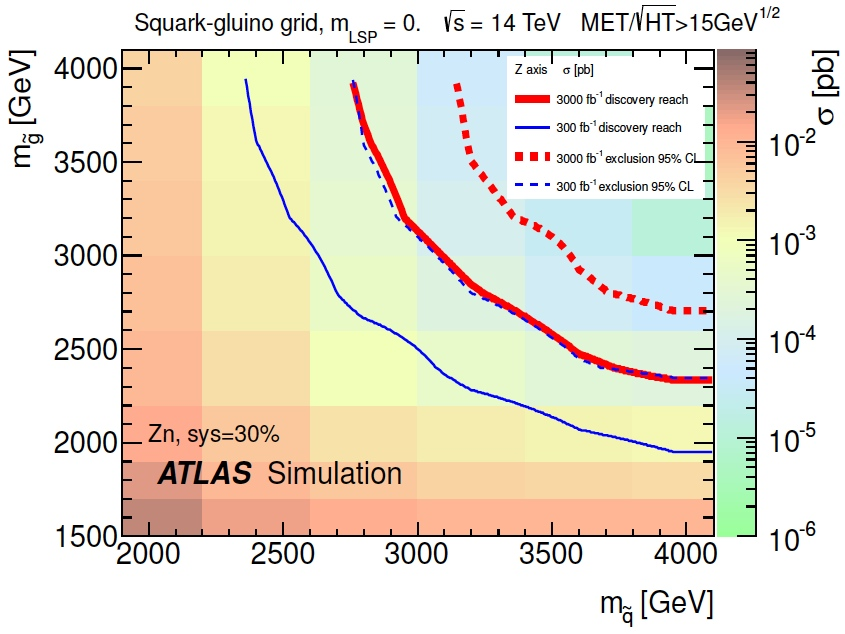 Squark-gluino grid, m_LSP = 0. √s = 14 TeV MET/√HT>15GeV^1/2
m_g̃ [GeV]
4000
3500
3000
2500
2000
1500
Z axis σ [pb]
3000 fb⁻¹ discovery reach
300 fb⁻¹ discovery reach
3000 fb⁻¹ exclusion 95% CL
300 fb⁻¹ exclusion 95% CL
Zn, sys=30%
ATLAS Simulation
2000 2500 3000 3500 4000
m_q̃ [GeV]
σ [pb]
10⁻²
10⁻³
10⁻⁴
10⁻⁵
10⁻⁶